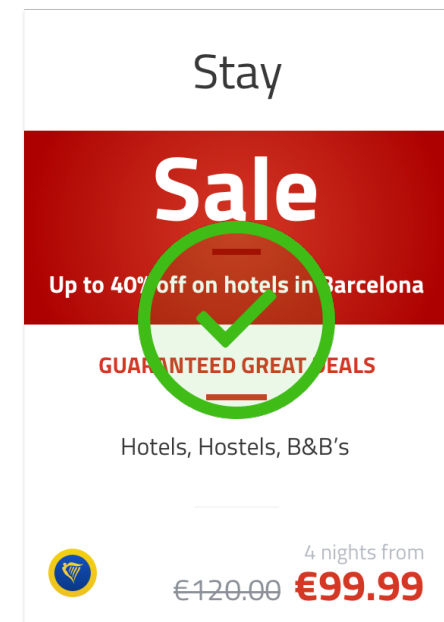 Stay
Sale
Up to 40% off on hotels in Barcelona
GUARANTEED GREAT DEALS
Hotels, Hostels, B&B’s
4 nights from
€120.00 €99.99